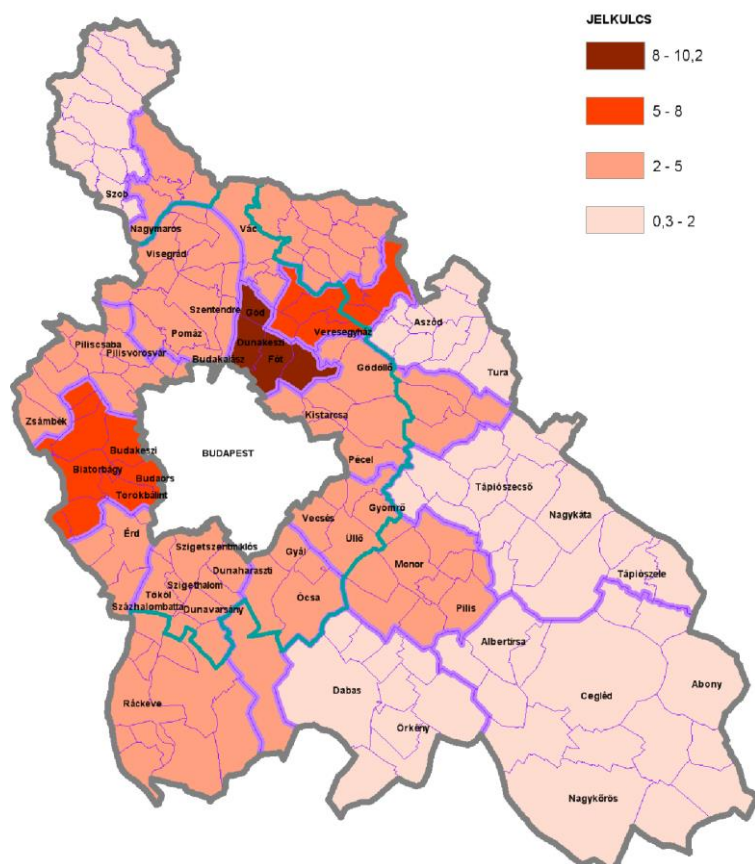 JELKULCS
8 - 10,2
5 - 8
2 - 5
0,3 - 2
Szob
Nagymaros
Vác
Visegrád
Szentendre
Göd
Veresegyház
Aszód
Piliscsaba
Pilisvörösvár
Pomáz
Dunakeszi
Budakalász
Fót
Gödöllő
Tura
Zsámbék
Kistarcsa
Budakeszi
BUDAPEST
Pécel
Biatorbágy
Budaörs
Törökbálint
Tápiószecső
Nagykáta
Érd
Vecsés
Gyömrő
Szigetszentmiklós
Gyál
Üllő
Dunaharaszti
Monor
Tápiószele
Szigethalom
Tököl
Százhalombatta
Dunavarsány
Ócsa
Pilis
Albertirsa
Ráckeve
Dabas
Cegléd
Abony
Örkény
Nagykőrös